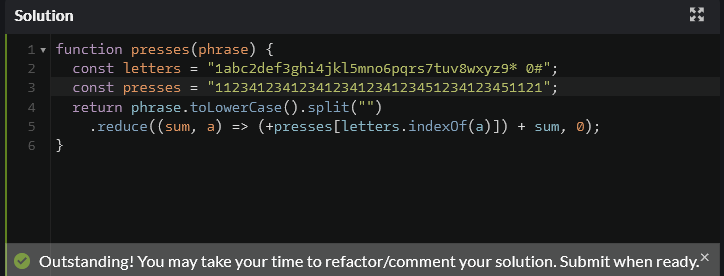 Solution
1 function presses(phrase) {
2 const letters = "1abc2def3ghi4jkl5mno6pqrs7tuv8wxyz9* 0#";
3 const presses = "112341234123412341234123451234123451121";
4 return phrase.toLowerCase().split("")
5 .reduce((sum, a) => (+presses[letters.indexOf(a)]) + sum, 0);
6 }
Outstanding! You may take your time to refactor/comment your solution. Submit when ready. ×